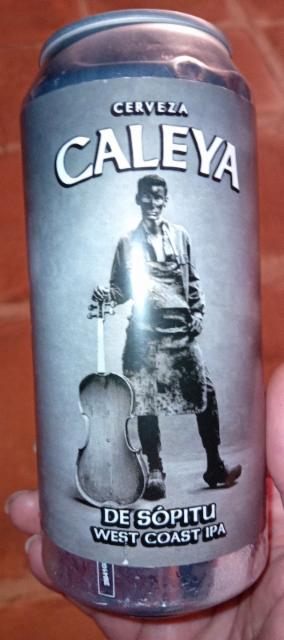 CERVEZA
CALEYA
DE SÓPITU
WEST COAST IPA